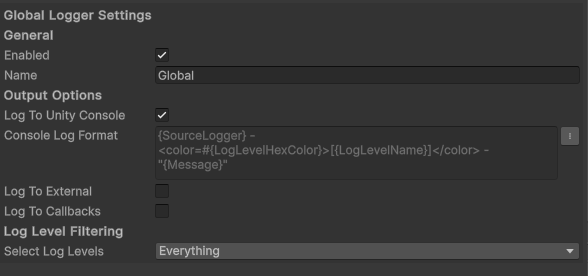 Global Logger Settings
General
Enabled
Name Global
Output Options
Log To Unity Console
Console Log Format {SourceLogger} -
<color=#{LogLevelHexColor}>[{LogLevelName}]</color> -
"{Message}"
Log To External
Log To Callbacks
Log Level Filtering
Select Log Levels Everything